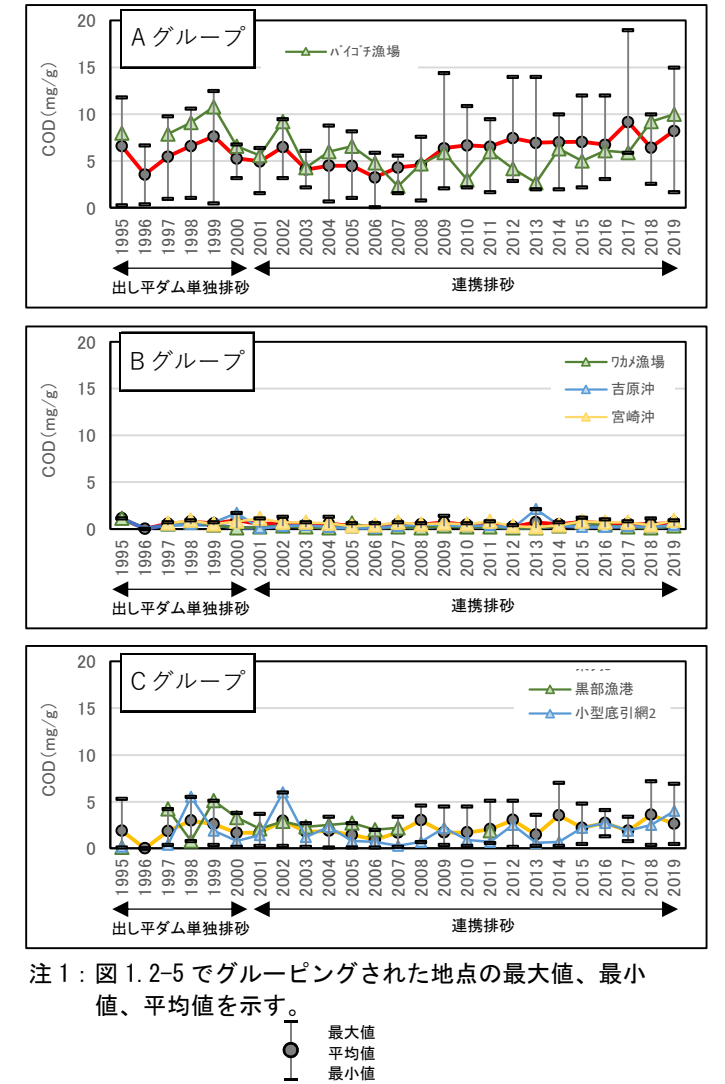 Aグループ
バイゴチ漁場
COD(mg/g)
20
15
10
5
0
1995 1996 1997 1998 1999 2000 2001 2002 2003 2004 2005 2006 2007 2008 2009 2010 2011 2012 2013 2014 2015 2016 2017 2018 2019
出し平ダム単独排砂 連携排砂
Bグループ
ワカメ漁場
吉原沖
宮崎沖
COD(mg/g)
20
15
10
5
0
1995 1996 1997 1998 1999 2000 2001 2002 2003 2004 2005 2006 2007 2008 2009 2010 2011 2012 2013 2014 2015 2016 2017 2018 2019
出し平ダム単独排砂 連携排砂
Cグループ
黒部漁港
小型底引網2
COD(mg/g)
20
15
10
5
0
1995 1996 1997 1998 1999 2000 2001 2002 2003 2004 2005 2006 2007 2008 2009 2010 2011 2012 2013 2014 2015 2016 2017 2018 2019
出し平ダム単独排砂 連携排砂
注1：図1.2-5でグルーピングされた地点の最大値、最小
値、平均値を示す。
最大値
平均値
最小値